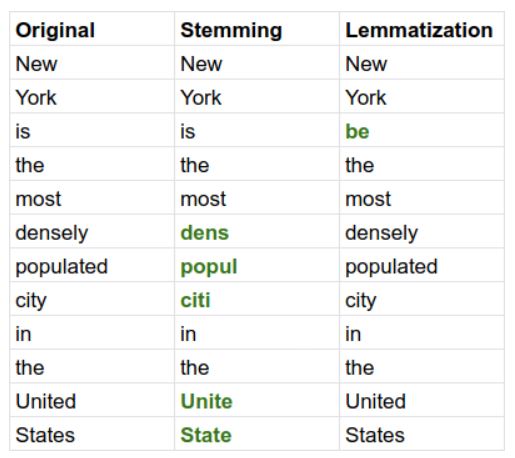 Original Stemming Lemmatization
New New New
York York York
is is be
the the the
most most most
densely dens densely
populated popul populated
city citi city
in in in
the the the
United Unite United
States State States